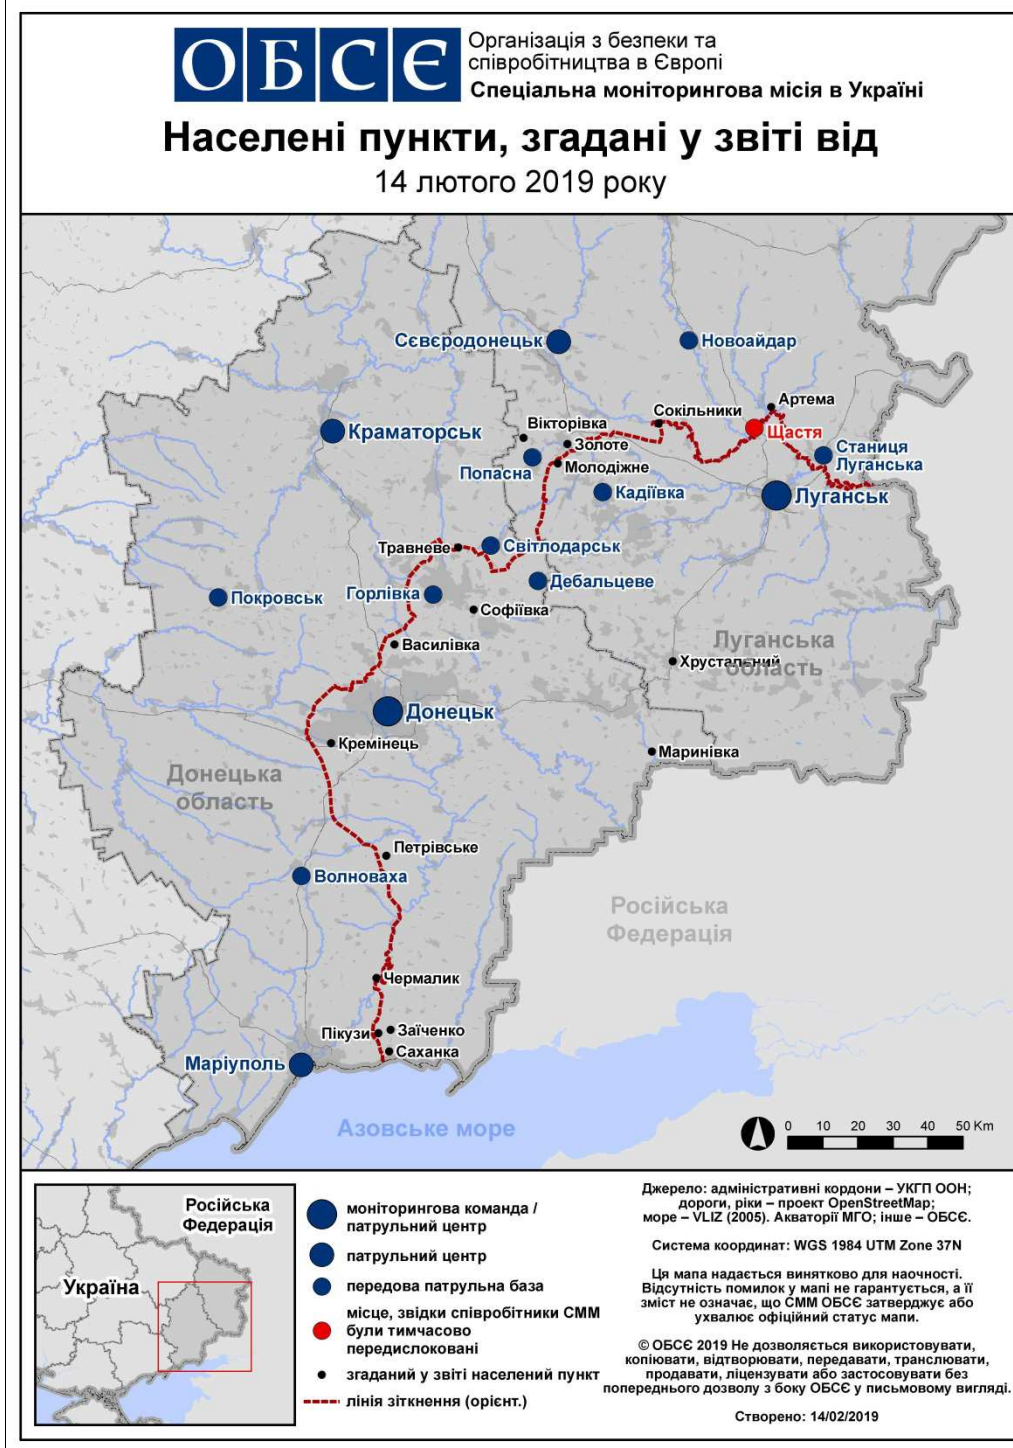 ОБСЄ
Організація з безпеки та
співробітництва в Європі
Спеціальна моніторингова місія в Україні
Населені пункти, згадані у звіті від
14 лютого 2019 року
Сєвєродонецьк
Новоайдар
Артема
Сокільники
Щастя
Вікторівка
Краматорськ
Золоте
Станиця
Луганська
Попасна
Молодіжне
Кадіївка
Луганськ
Травневе
Світлодарськ
Дебальцеве
Горлівка
Покровськ
Софіївка
Василівка
Луганська
область
Хрустальний
Донецьк
Кремінець
Маринівка
Донецька
область
Петрівське
Волноваха
Російська
Федерація
Чермалик
Заїченко
Пікузи
Саханка
Маріуполь
Азовське море
0 10 20 30 40 50 Km
Російська
Федерація
Україна
моніторингова команда /
патрульний центр
патрульний центр
передова патрульна база
місце, звідки співробітники СММ
були тимчасово
передислоковані
згаданий у звіті населений пункт
лінія зіткнення (орієнт.)
Джерело: адміністративні кордони – УКГП ООН;
дороги, ріки – проект OpenStreetMap;
море – VLIZ (2005). Акваторії МГО; інше – ОБСЄ.
Система координат: WGS 1984 UTM Zone 37N
Ця мапа надається винятково для наочності.
Відсутність помилок у мапі не гарантується, а її
зміст не означає, що СММ ОБСЄ затверджує або
ухвалює офіційний статус мапи.
© ОБСЄ 2019 Не дозволяється використовувати,
копіювати, відтворювати, передавати, транслювати,
продавати, ліцензувати або застосовувати без
попереднього дозволу з боку ОБСЄ у письмовому вигляді.
Створено: 14/02/2019